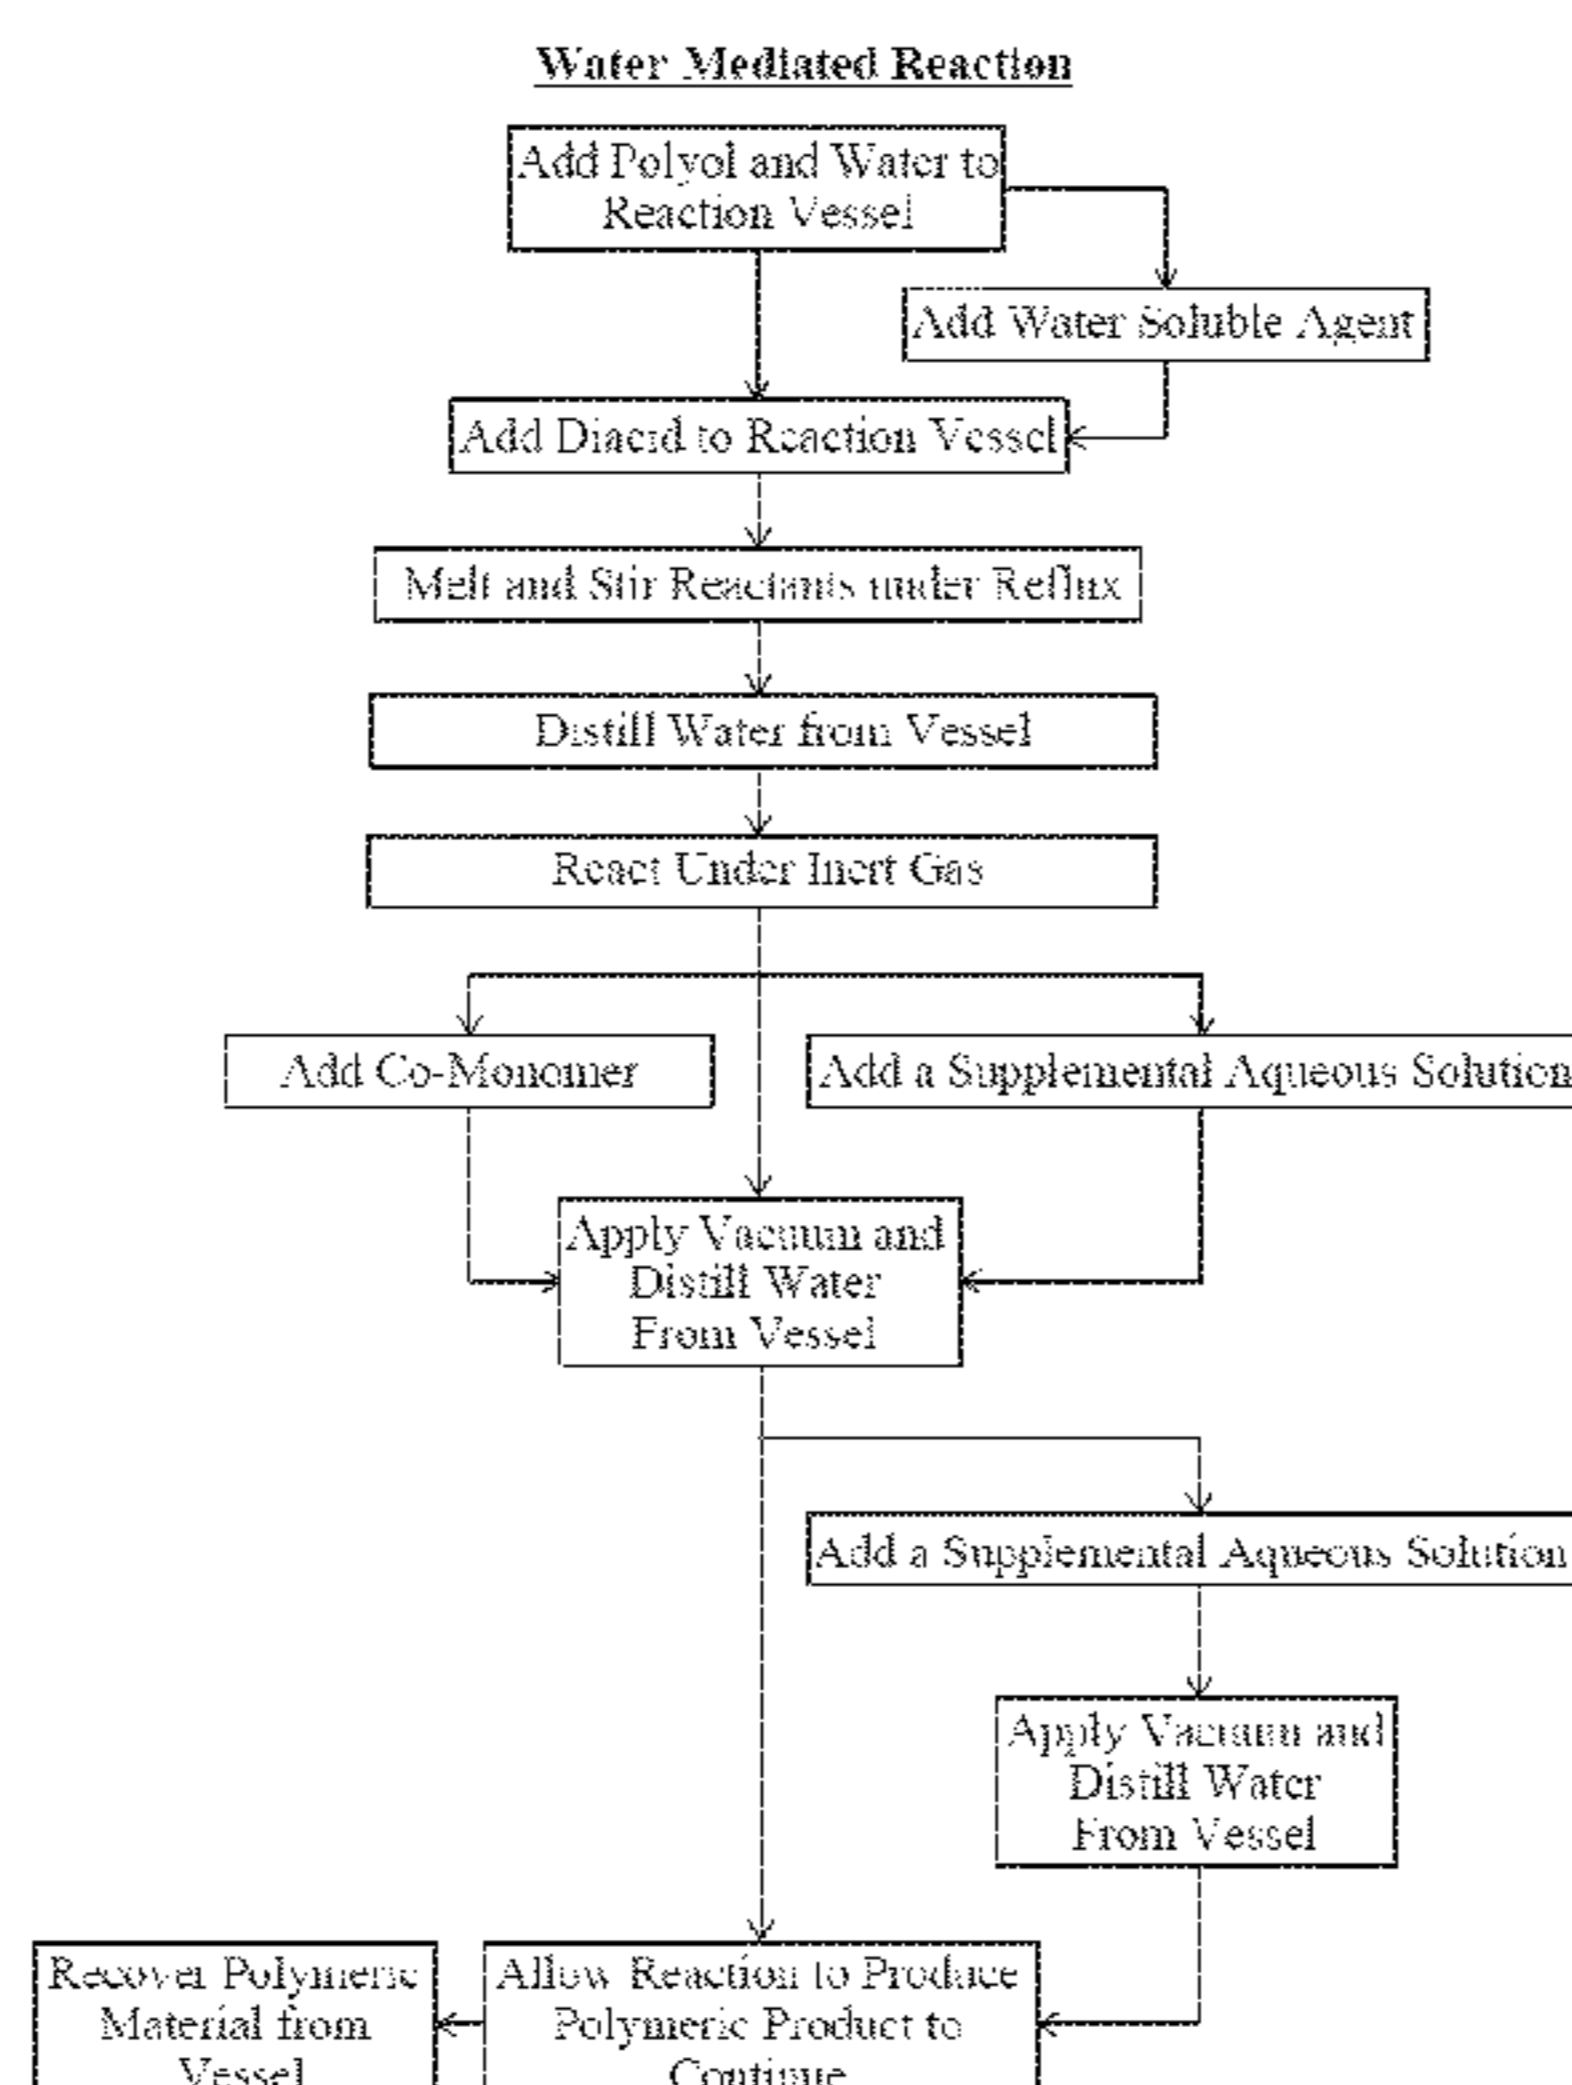 Water Mediated Reaction
Add Polyol and Water to
Reaction Vessel
Add Water Soluble Agent
Add Diacid to Reaction Vessel
Melt and Stir Reactants under Reflux
Distill Water from Vessel
React Under Inert Gas
Add Co-Monomer
Add a Supplemental Aqueous Solution
Apply Vacuum and
Distill Water
From Vessel
Add a Supplemental Aqueous Solution
Apply Vacuum and
Distill Water
From Vessel
Recover Polymeric
Material from
Vessel
Allow Reaction to Produce
Polymeric Product to
Continue